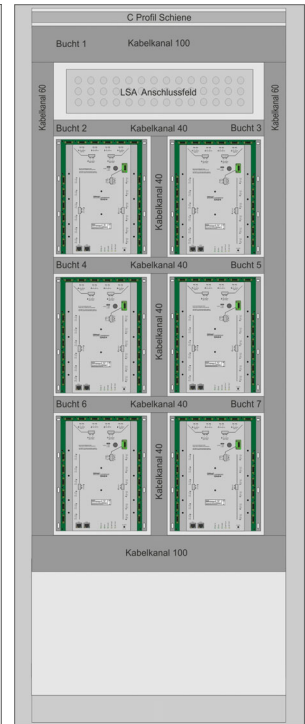 C Profil Schiene
Bucht 1 Kabelkanal 100
Kabelkanal 60
LSA Anschlussfeld
Kabelkanal 60
Bucht 2 Kabelkanal 40 Bucht 3
Kabelkanal 40
Bucht 4 Kabelkanal 40 Bucht 5
Kabelkanal 40
Bucht 6 Kabelkanal 40 Bucht 7
Kabelkanal 40
Kabelkanal 100